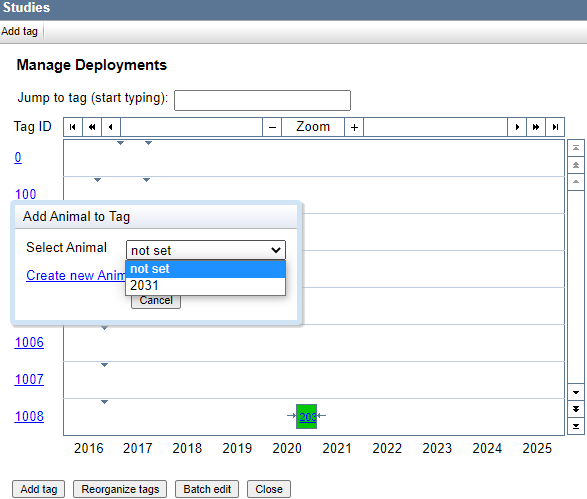 Studies
Add tag
Manage Deployments
Jump to tag (start typing):
Tag ID
− Zoom +
0
100
Add Animal to Tag
Select Animal not set
not set
Create new
2031
Cancel
1006
1007
1008
2016 2017 2018 2019 2020 2021 2022 2023 2024 2025
Add tag Reorganize tags Batch edit Close